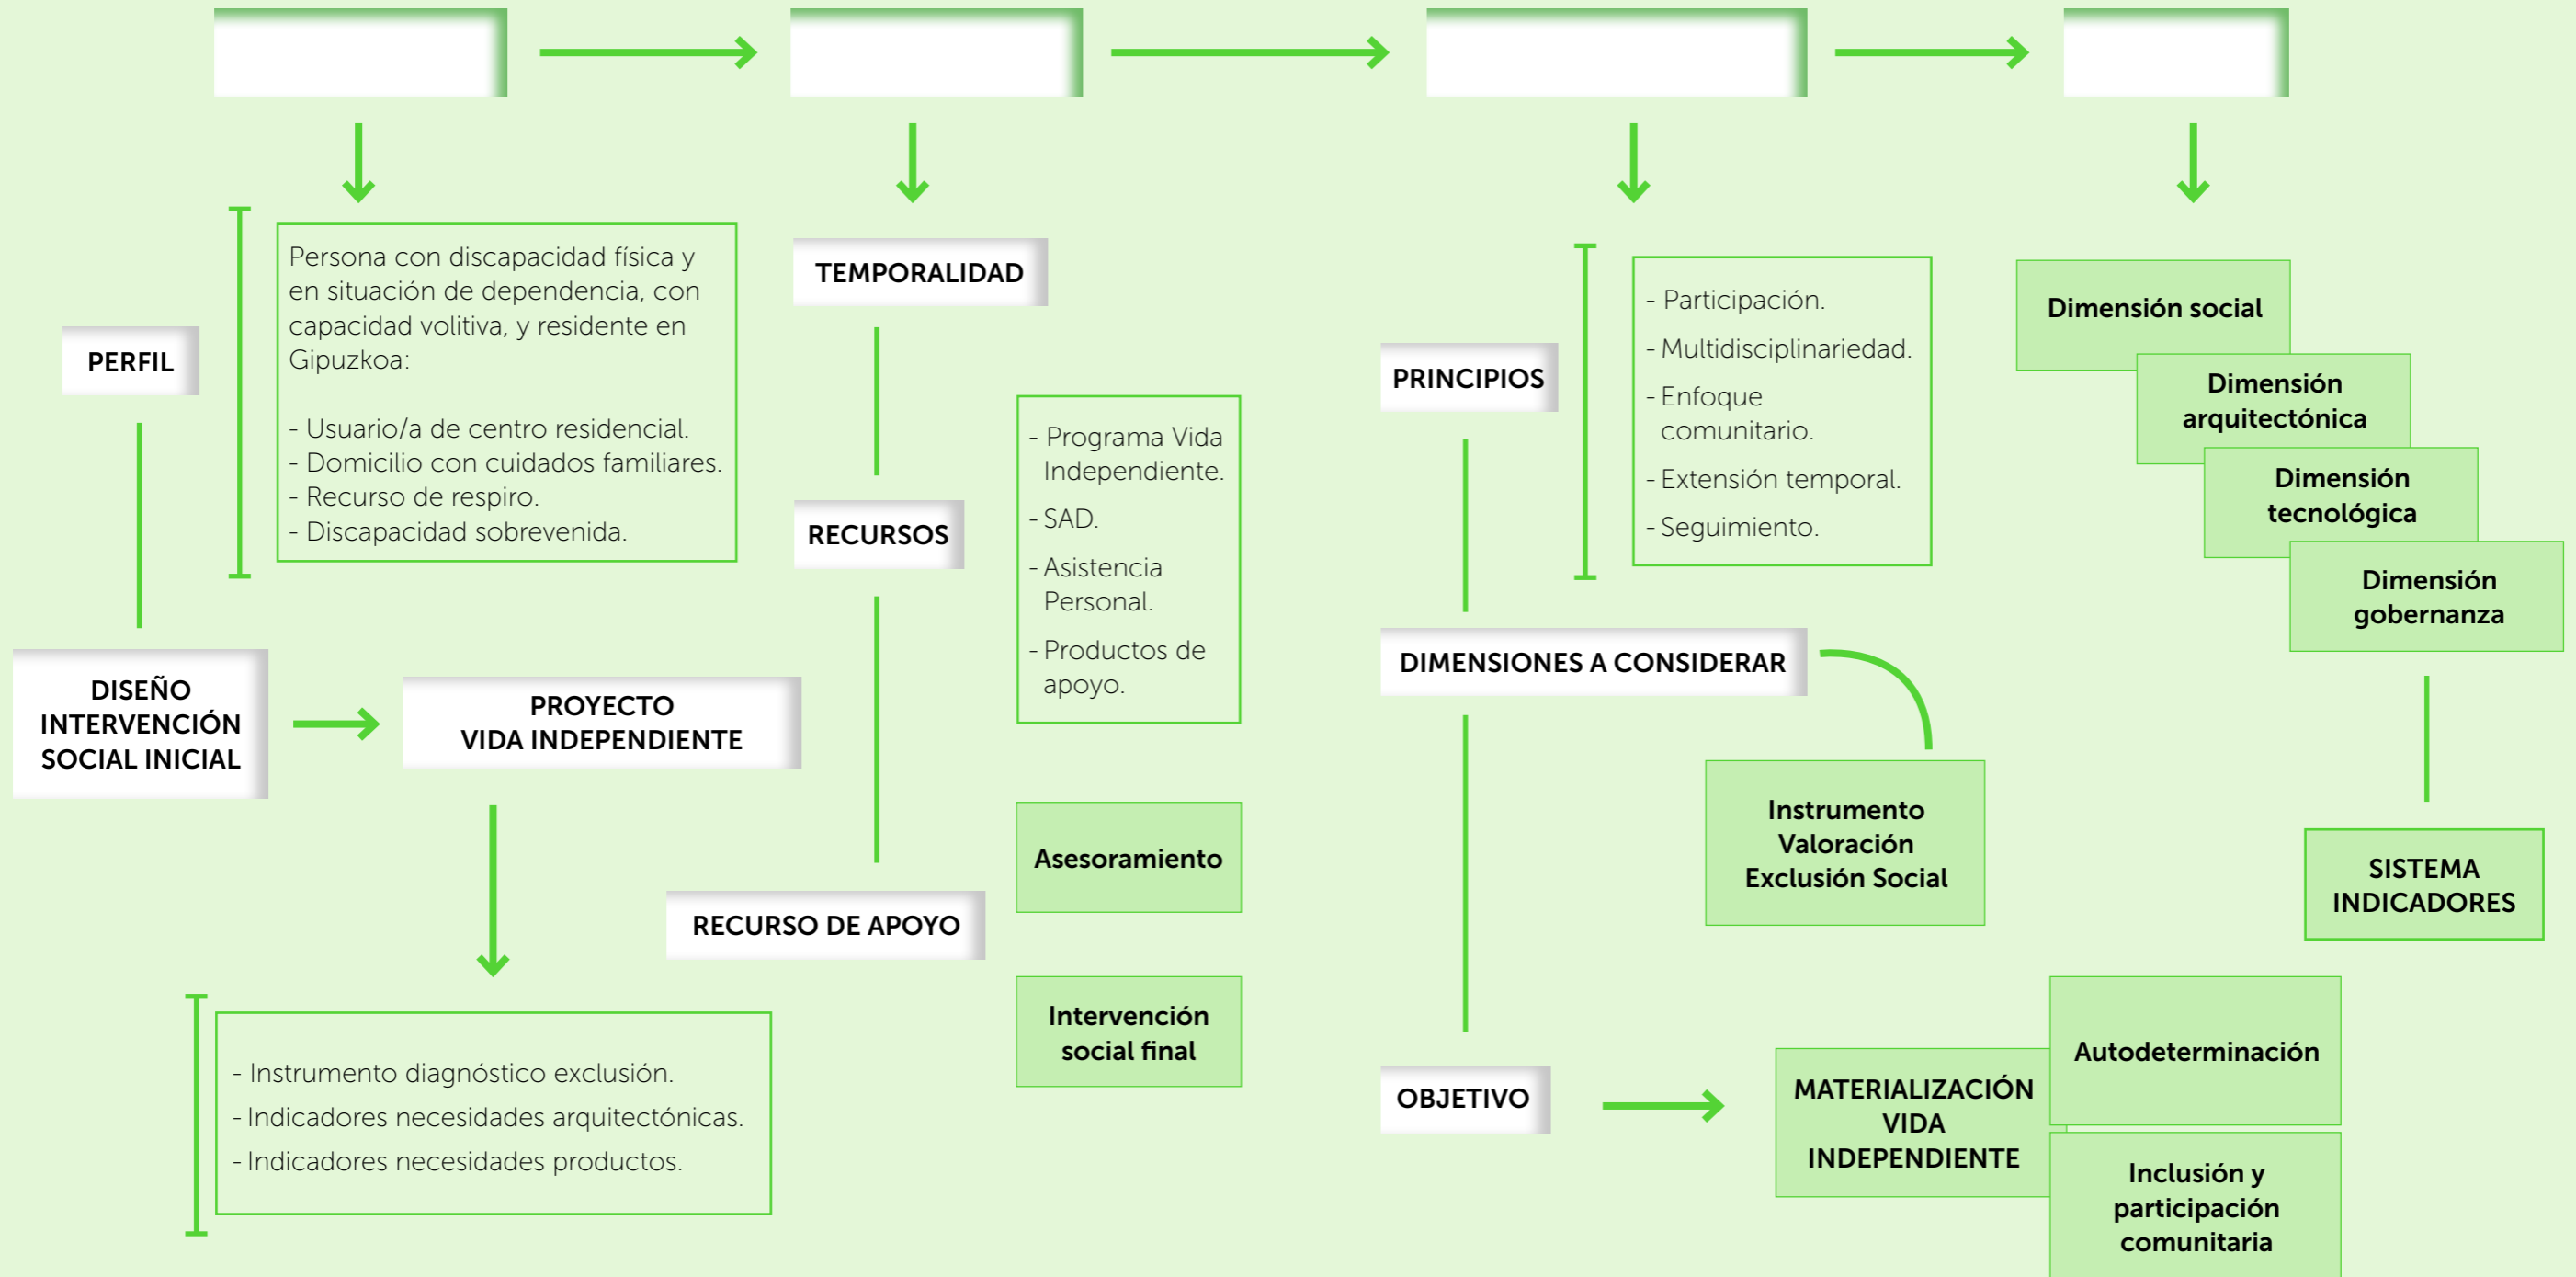 PERFIL
Persona con discapacidad física y
en situación de dependencia, con
capacidad volitiva, y residente en
Gipuzkoa:
- Usuario/a de centro residencial.
- Domicilio con cuidados familiares.
- Recurso de respiro.
- Discapacidad sobrevenida.
DISEÑO
INTERVENCIÓN
SOCIAL INICIAL
PROYECTO
VIDA INDEPENDIENTE
- Instrumento diagnóstico exclusión.
- Indicadores necesidades arquitectónicas.
- Indicadores necesidades productos.
TEMPORALIDAD
RECURSOS
- Programa Vida
Independiente.
- SAD.
- Asistencia
Personal.
- Productos de
apoyo.
RECURSO DE APOYO
Asesoramiento
Intervención
social final
PRINCIPIOS
- Participación.
- Multidisciplinariedad.
- Enfoque
comunitario.
- Extensión temporal.
- Seguimiento.
DIMENSIONES A CONSIDERAR
Instrumento
Valoración
Exclusión Social
OBJETIVO
MATERIALIZACIÓN
VIDA
INDEPENDIENTE
Autodeterminación
Inclusión y
participación
comunitaria
Dimensión social
Dimensión
arquitectónica
Dimensión
tecnológica
Dimensión
gobernanza
SISTEMA
INDICADORES